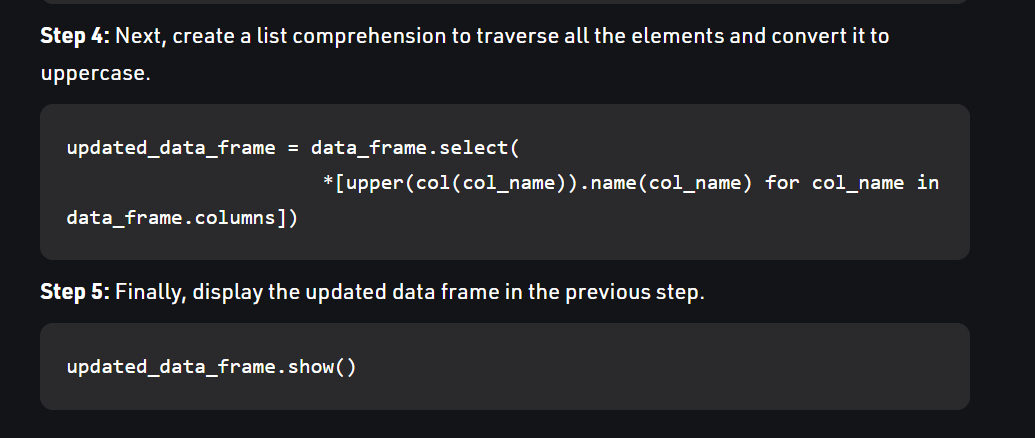 Step 4: Next, create a list comprehension to traverse all the elements and convert it to
uppercase.
updated_data_frame = data_frame.select(
*[upper(col(col_name)).name(col_name) for col_name in
data_frame.columns])
Step 5: Finally, display the updated data frame in the previous step.
updated_data_frame.show()